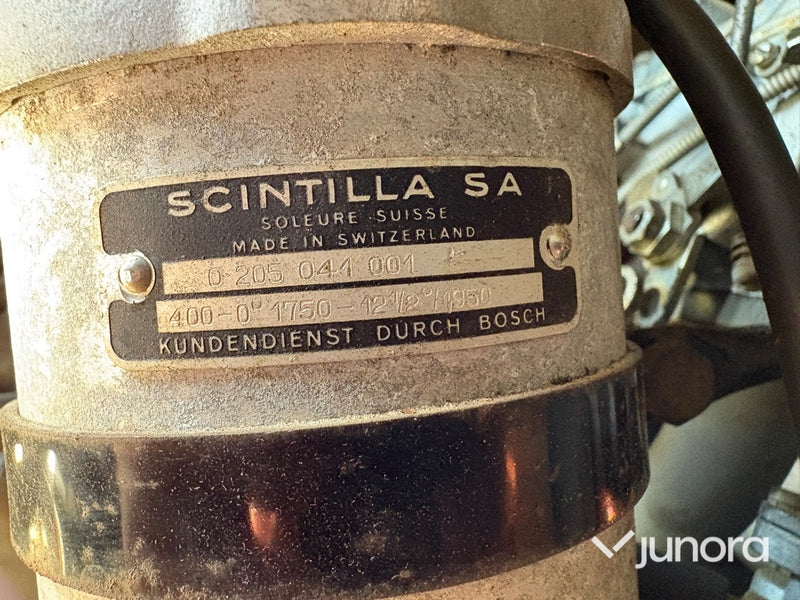 SCINTILLA SA
SOLEURE-SUISSE
MADE IN SWITZERLAND
0 205 041 001
400-0° 1750-12 1/2°/1950
KUNDENDIENST DURCH BOSCH
junora